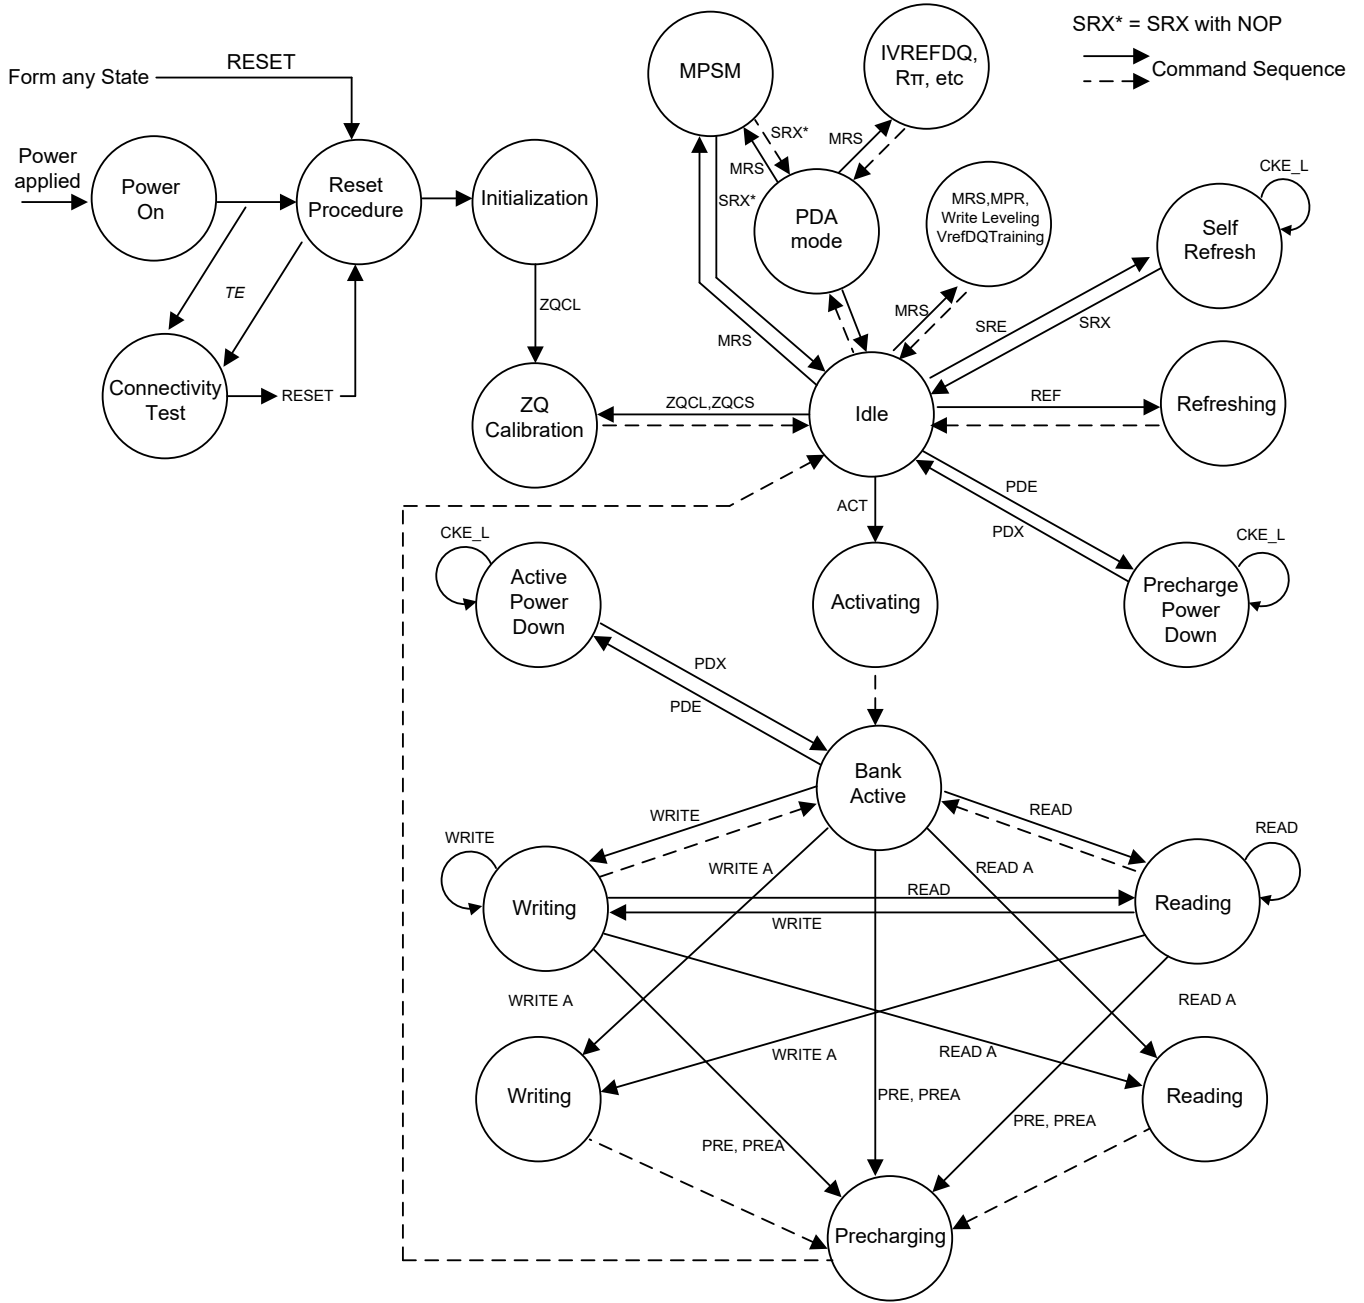 SRX* = SRX with NOP
Command Sequence
Form any State
RESET
MPSM
IVREFDQ,
Rπ, etc
SRX*
MRS
MRS
SRX*
Power
applied
Power
On
Reset
Procedure
Initialization
PDA
mode
MRS,MPR,
Write Leveling
VrefDQTraining
CKE_L
Self
Refresh
TE
ZQCL
MRS
MRS
SRE
SRX
Connectivity
Test
RESET
ZQ
Calibration
ZQCL,ZQCS
Idle
REF
Refreshing
ACT
PDE
PDX
CKE_L
Active
Power
Down
Activating
CKE_L
Precharge
Power
Down
PDX
PDE
Bank
Active
WRITE
READ
WRITE
READ
WRITE A
READ A
Writing
READ
WRITE
Reading
WRITE A
READ A
WRITE A
READ A
Writing
PRE, PREA
Reading
PRE, PREA
PRE, PREA
Precharging